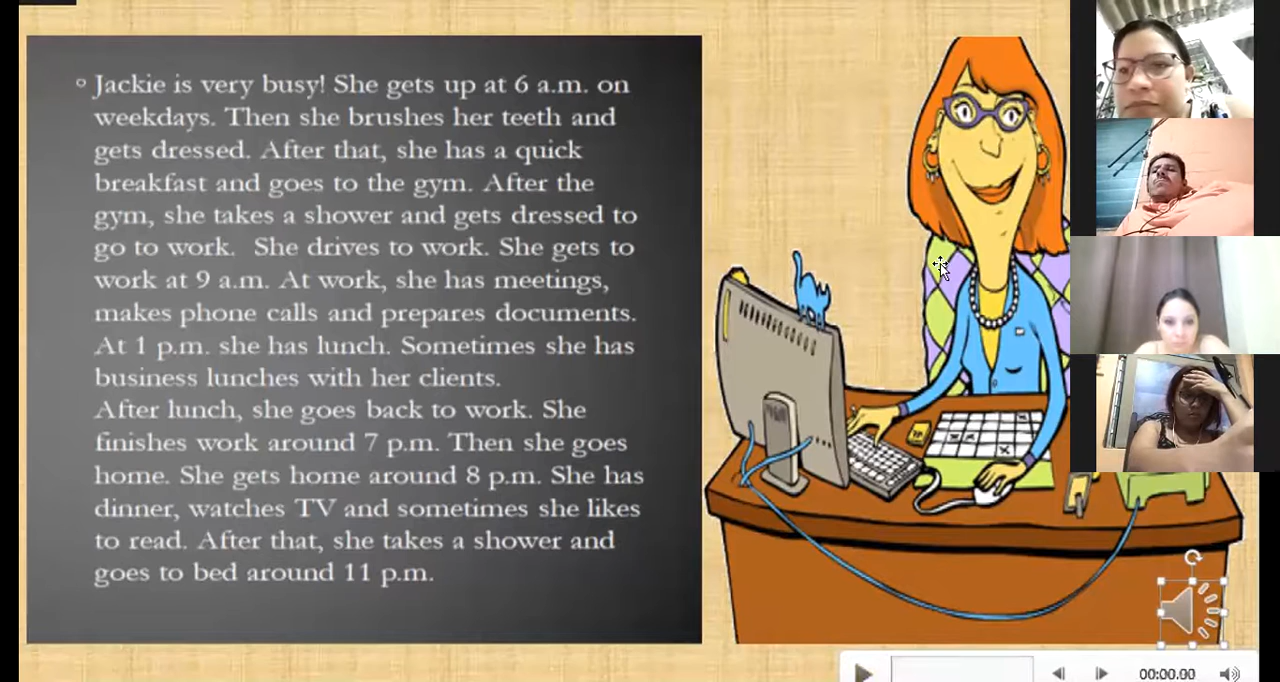 Jackie is very busy! She gets up at 6 a.m. on
weekdays. Then she brushes her teeth and
gets dressed. After that, she has a quick
breakfast and goes to the gym. After the
gym, she takes a shower and gets dressed to
go to work.  She drives to work. She gets to
work at 9 a.m. At work, she has meetings,
makes phone calls and prepares documents.
At 1 p.m. she has lunch. Sometimes she has
business lunches with her clients.
After lunch, she goes back to work. She
finishes work around 7 p.m. Then she goes
home. She gets home around 8 p.m. She has
dinner, watches TV and sometimes she likes
to read. After that, she takes a shower and
goes to bed around 11 p.m.
00:00.00